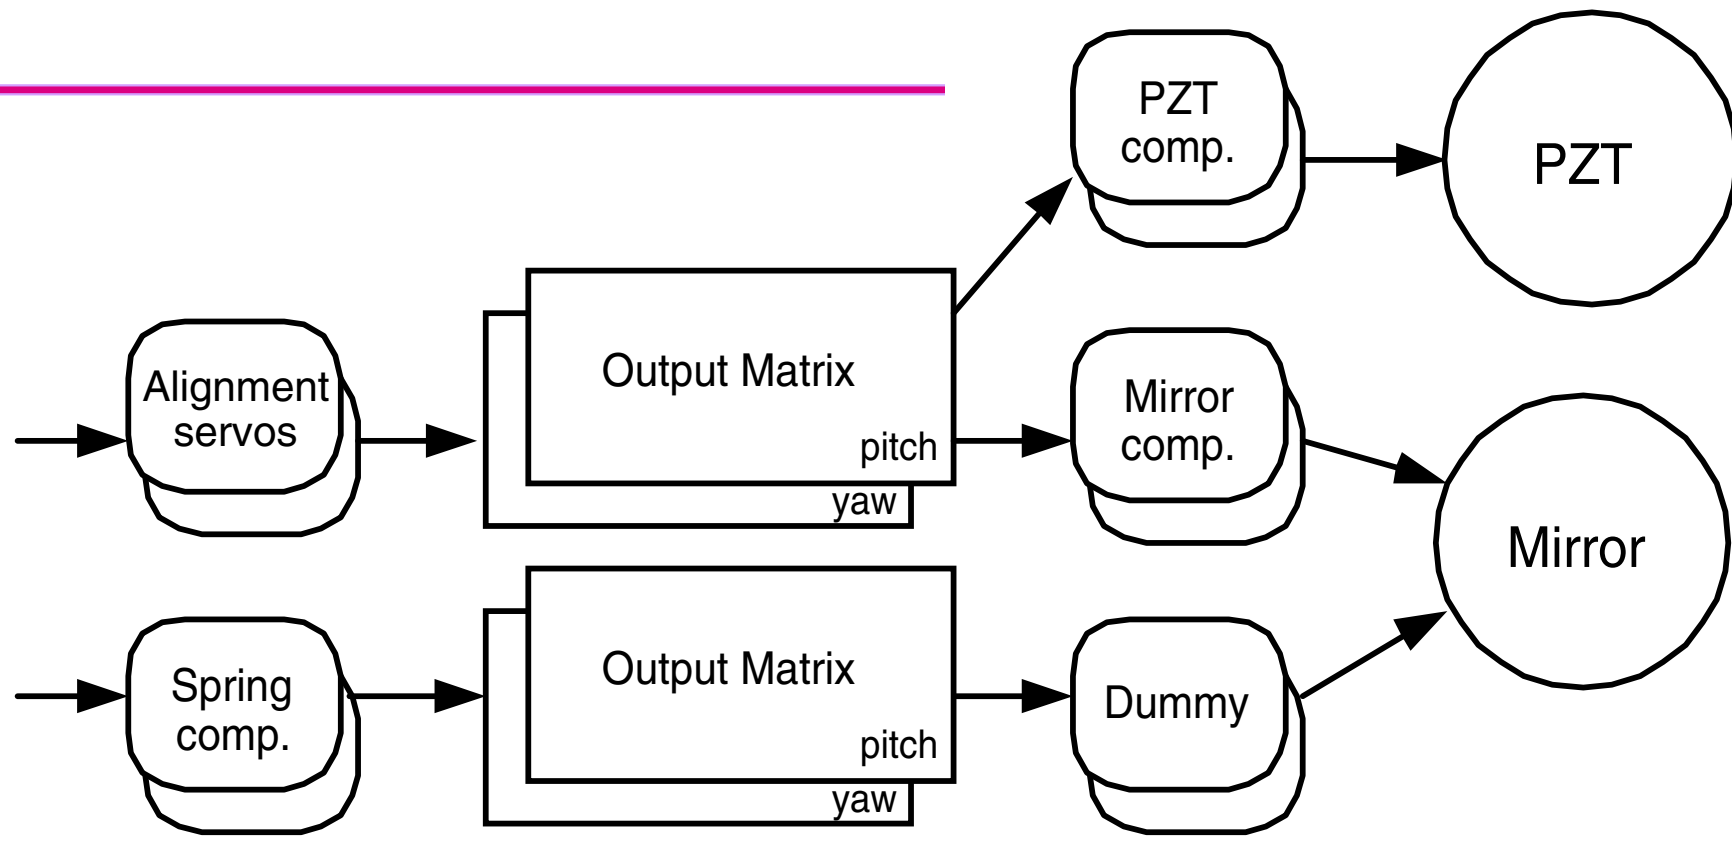 PZT
comp.
PZT
Alignment
servos
Output Matrix
pitch
yaw
Mirror
comp.
Mirror
Spring
comp.
Output Matrix
pitch
yaw
Dummy